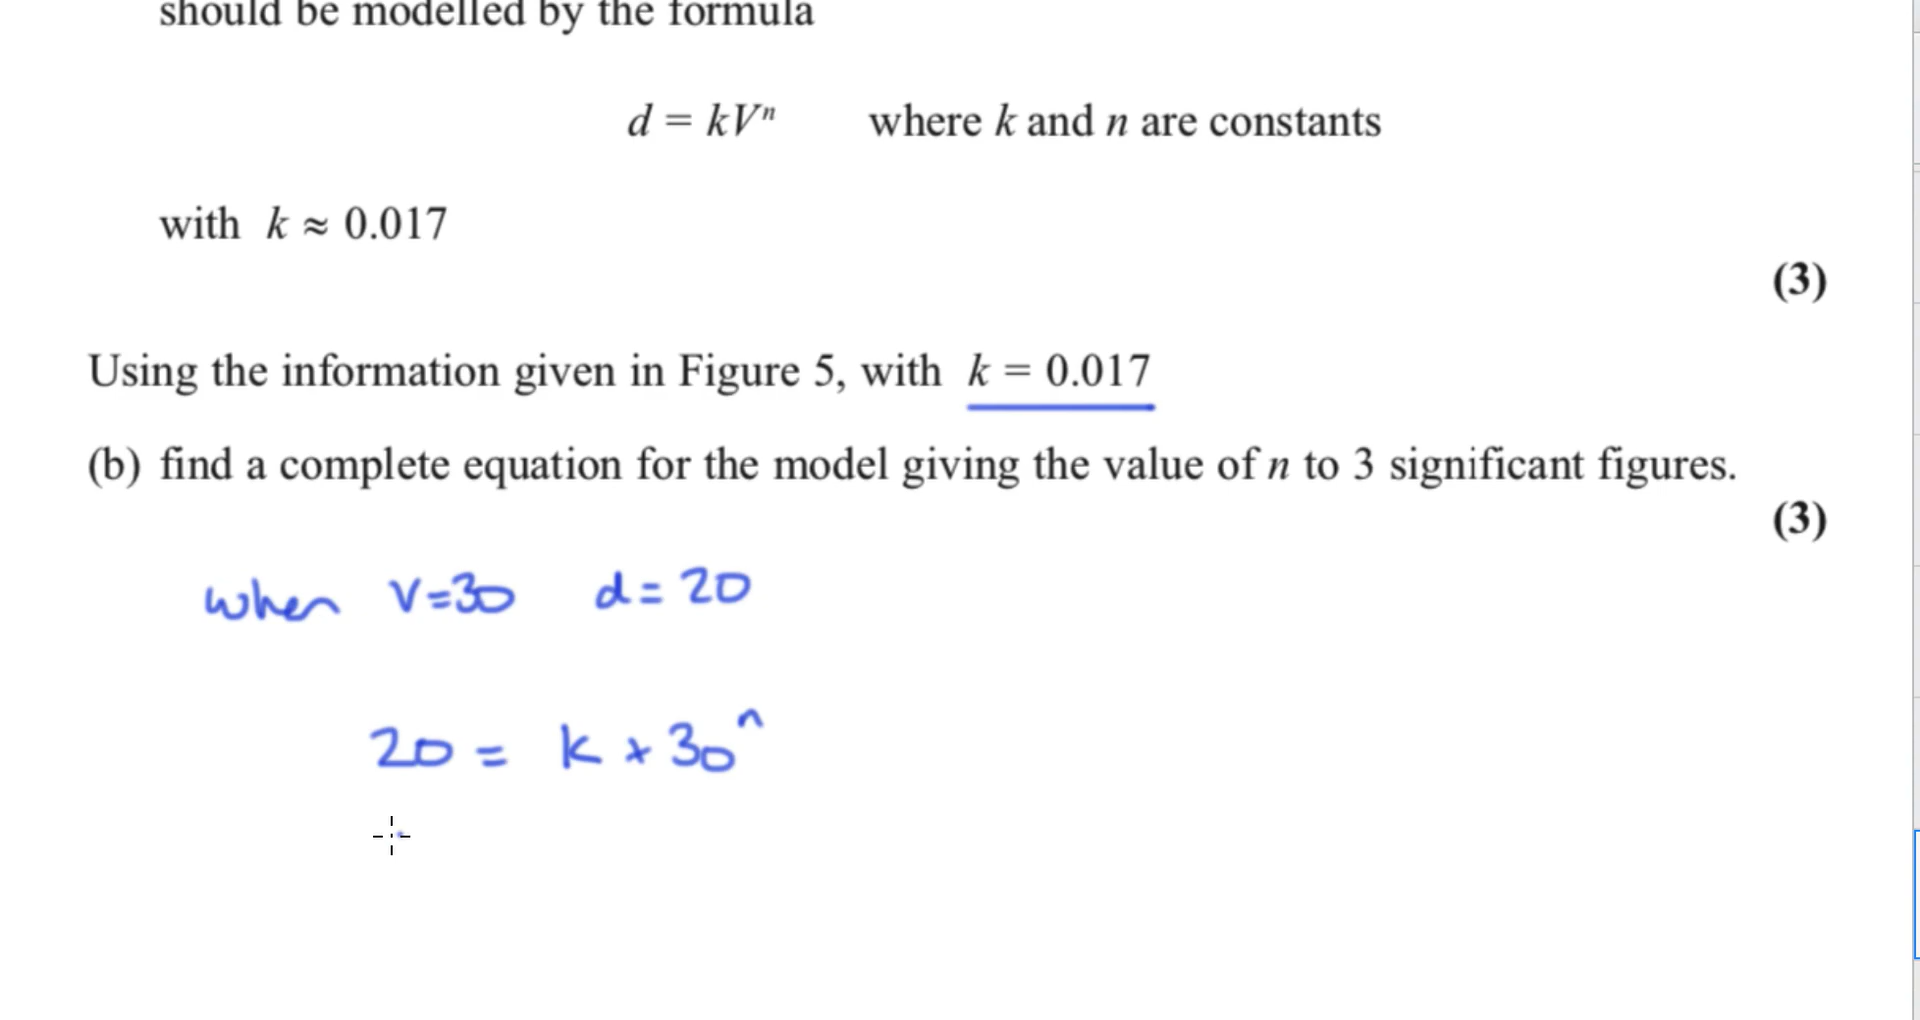 should be modelled by the formula
d = kVⁿ where k and n are constants
with k ≈ 0.017
(3)
Using the information given in Figure 5, with k = 0.017
(b) find a complete equation for the model giving the value of n to 3 significant figures.
(3)
when V=30 d=20
20 = k × 30ⁿ